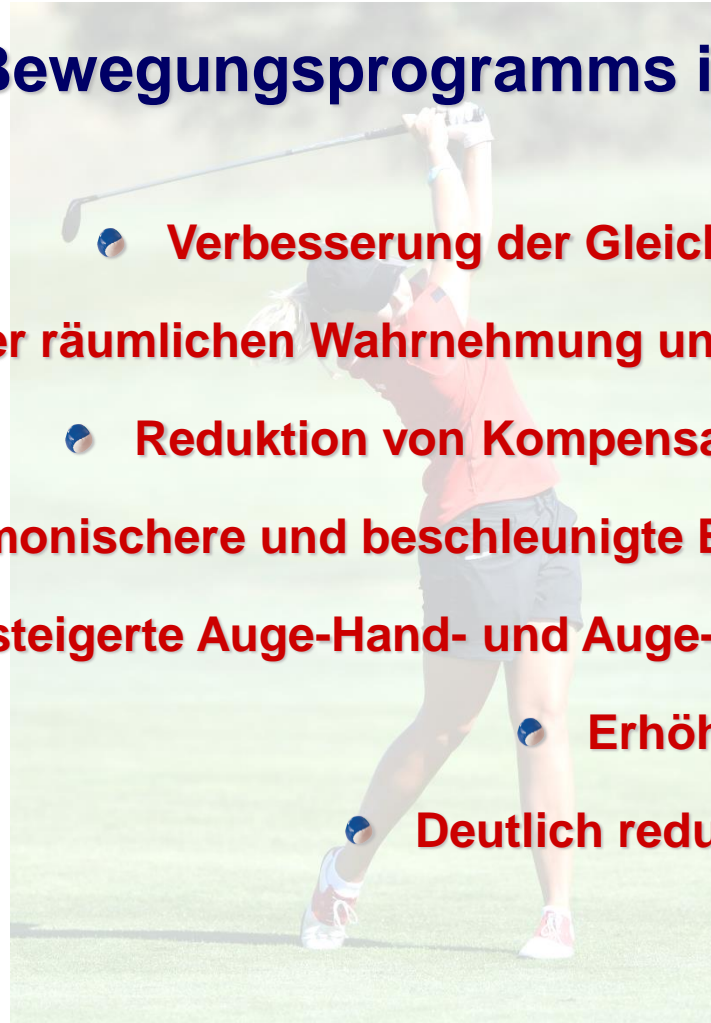 Bewegungsprogramms i
Verbesserung der Gleich
er räumlichen Wahrnehmung un
Reduktion von Kompensa
monischere und beschleunigte E
steigerte Auge-Hand- und Auge-
Erhöh
Deutlich redu